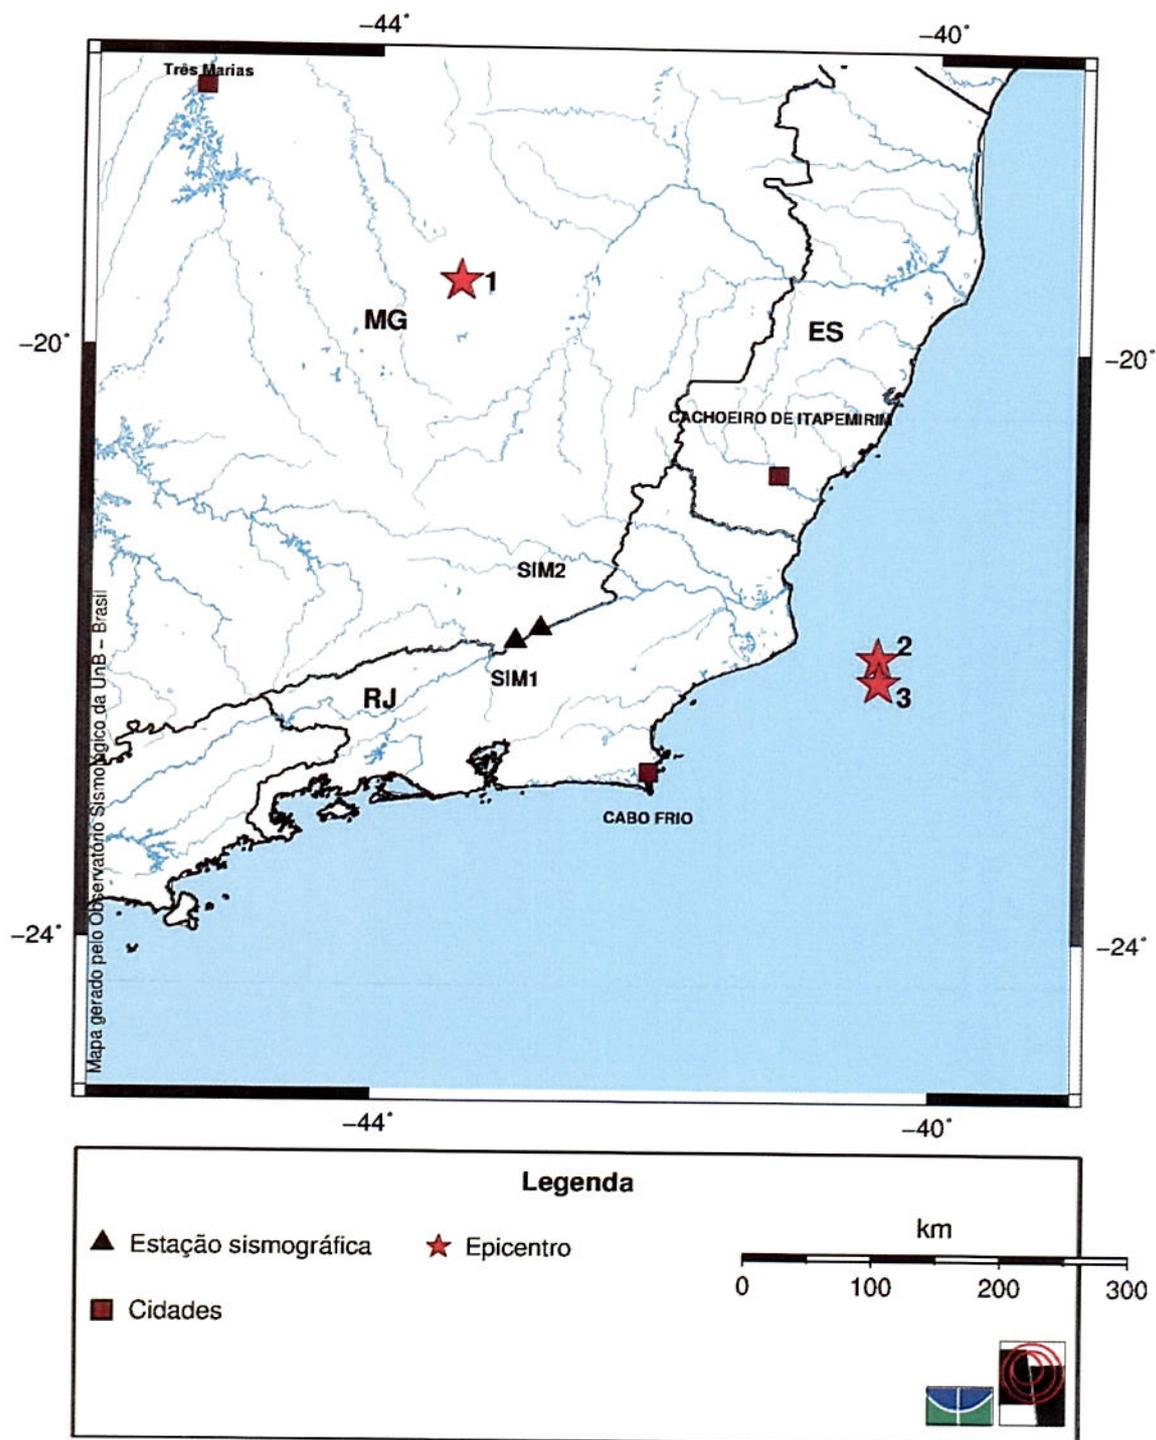 −44°
−40°
Três Marias
1
MG
ES
−20°
−20°
CACHOEIRO DE ITAPEMIRIM
SIM2
2
SIM1
RJ
3
CABO FRIO
−24°
−24°
Mapa gerado pelo Observatório Sismológico da UnB – Brasil
−44°
−40°
Legenda
Estação sismográfica
Epicentro
km
0
100
200
300
Cidades